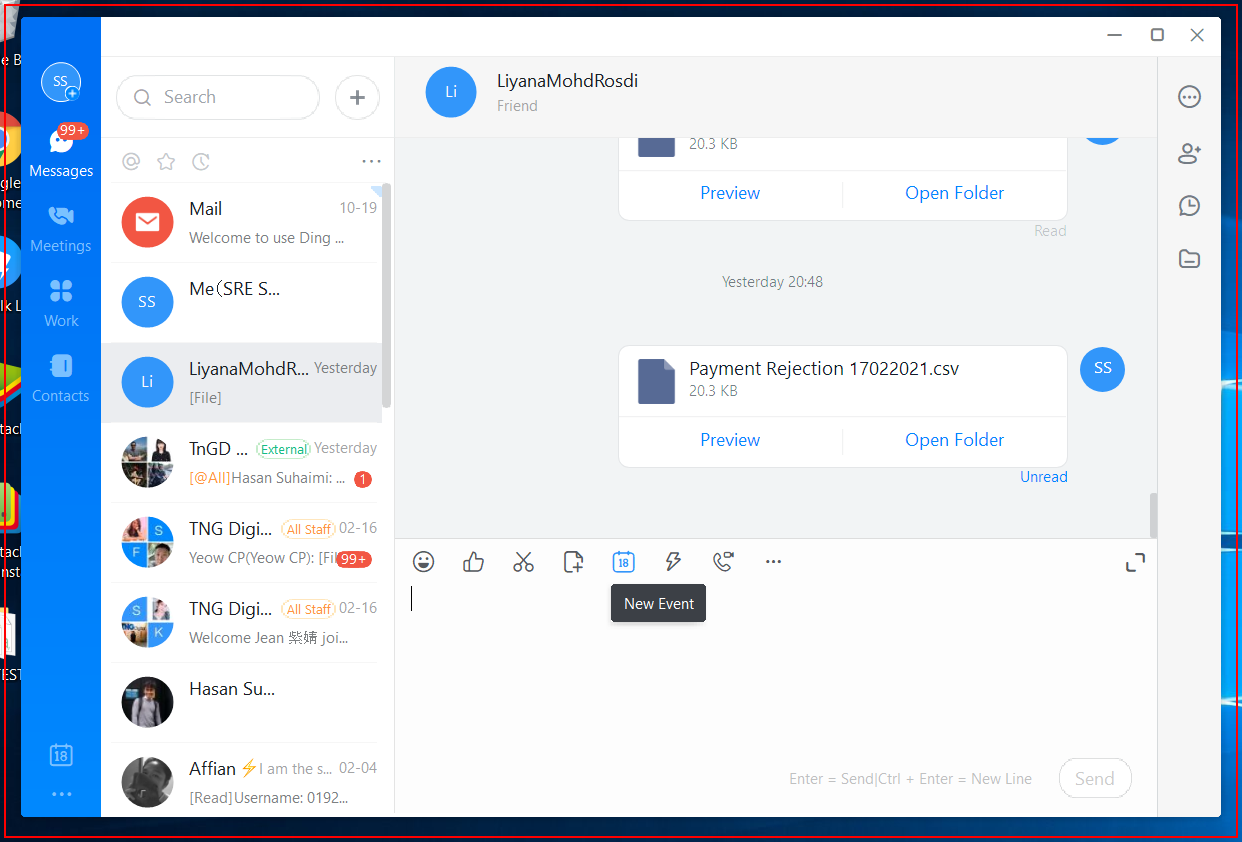 SS
99+
Messages
Meetings
Work
Contacts
18
Search
Mail
10-19
Welcome to use Ding ...
SS
Me(SRE S...
Li
LiyanaMohdR...
Yesterday
[File]
TnGD ...
External
Yesterday
[@All]Hasan Suhaimi: ...
1
S
F
TNG Digi...
All Staff
02-16
Yeow CP(Yeow CP): [Fil
99+
S
K
TNG Digi...
All Staff
02-16
Welcome Jean 紫婧 joi...
Hasan Su...
Affian ⚡I am the s...
02-04
[Read]Username: 0192...
Li
LiyanaMohdRosdi
Friend
20.3 KB
Preview
Open Folder
Read
Yesterday 20:48
Payment Rejection 17022021.csv
20.3 KB
SS
Preview
Open Folder
Unread
18
New Event
Enter = Send|Ctrl + Enter = New Line
Send